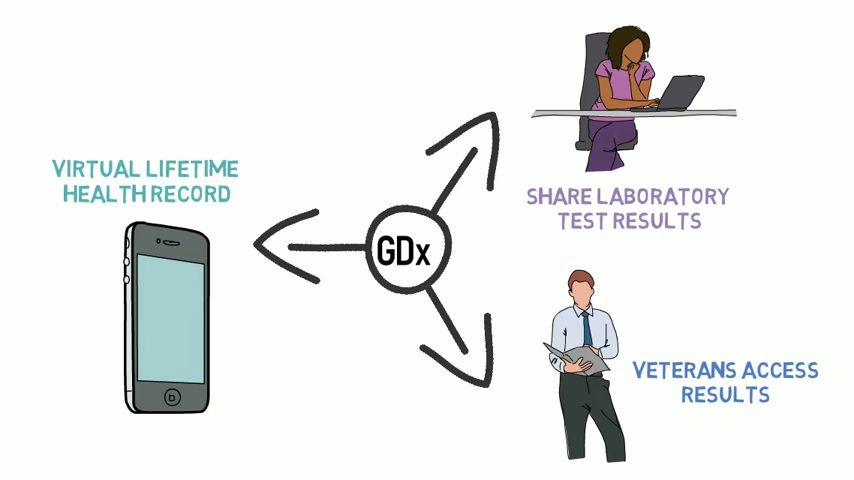 VIRTUAL LIFETIME
HEALTH RECORD
GDx
SHARE LABORATORY
TEST RESULTS
VETERANS ACCESS
RESULTS